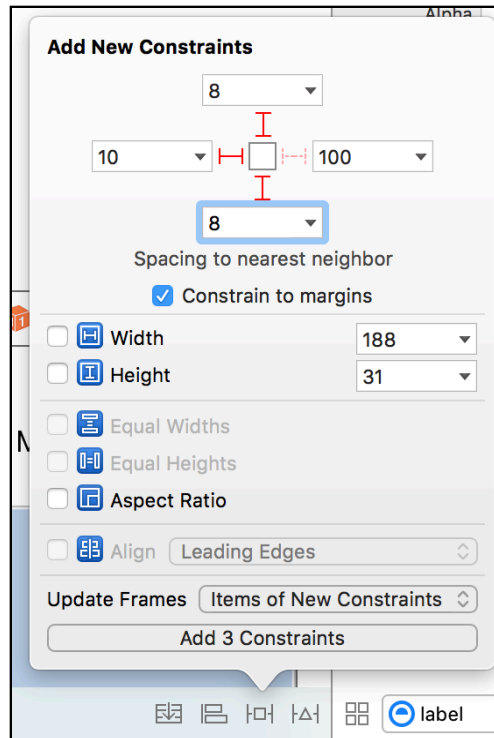 Alpha
Add New Constraints
8
10 100
8
Spacing to nearest neighbor
Constrain to margins
1
Width 188
Height 31
Equal Widths
Equal Heights
Aspect Ratio
Align Leading Edges
Update Frames Items of New Constraints
Add 3 Constraints
label